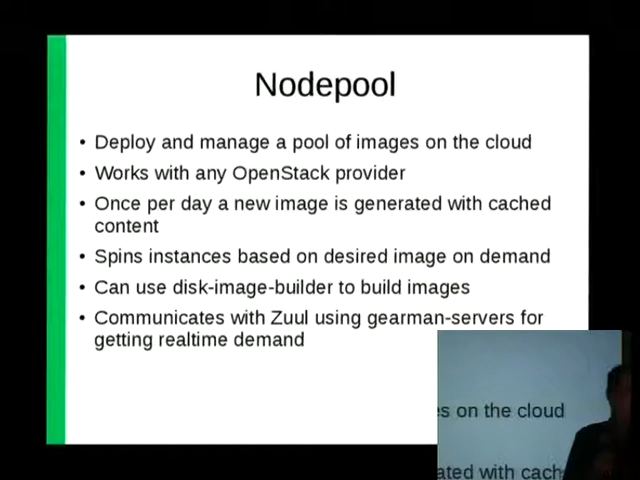 Nodepool
• Deploy and manage a pool of images on the cloud
• Works with any OpenStack provider
• Once per day a new image is generated with cached
content
• Spins instances based on desired image on demand
• Can use disk-image-builder to build images
• Communicates with Zuul using gearman-servers for
getting realtime demand
es on the cloud
ated with cach